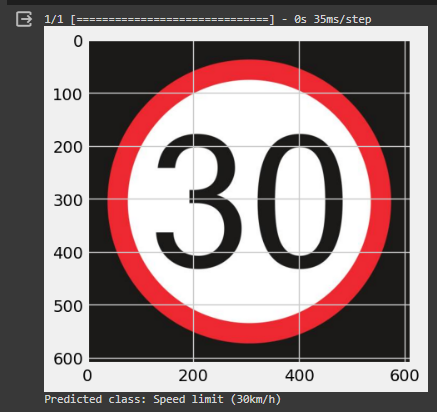 1/1 [==============================] - 0s 35ms/step
0
100
200
300
400
500
600
30
0 200 400 600
Predicted class: Speed limit (30km/h)